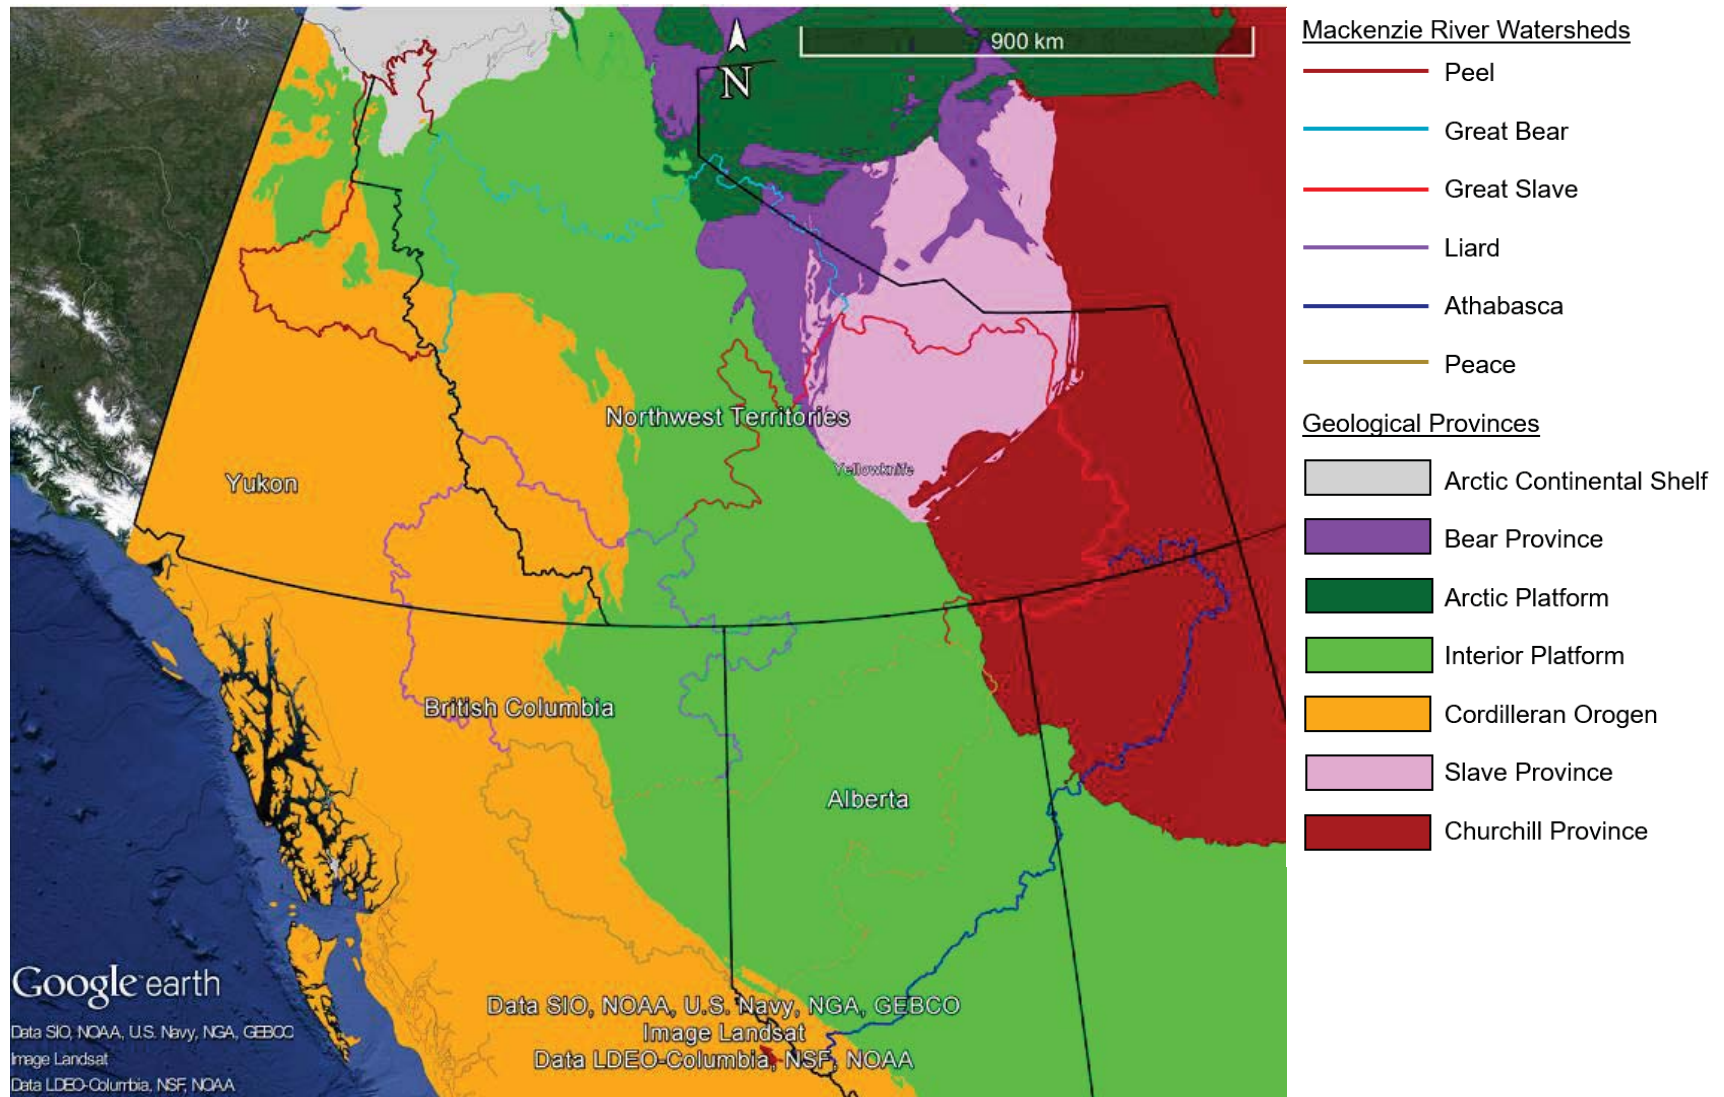 900 km
N
Northwest Territories
Yellowknife
Yukon
British Columbia
Alberta
Google earth
Data SIO, NOAA, U.S. Navy, NGA, GEBCO
Image Landsat
Data LDEO-Columbia, NSF, NOAA
Data SIO, NOAA, U.S. Navy, NGA, GEBCO
Image Landsat
Data LDEO-Columbia, NSF, NOAA
Mackenzie River Watersheds
Peel
Great Bear
Great Slave
Liard
Athabasca
Peace
Geological Provinces
Arctic Continental Shelf
Bear Province
Arctic Platform
Interior Platform
Cordilleran Orogen
Slave Province
Churchill Province